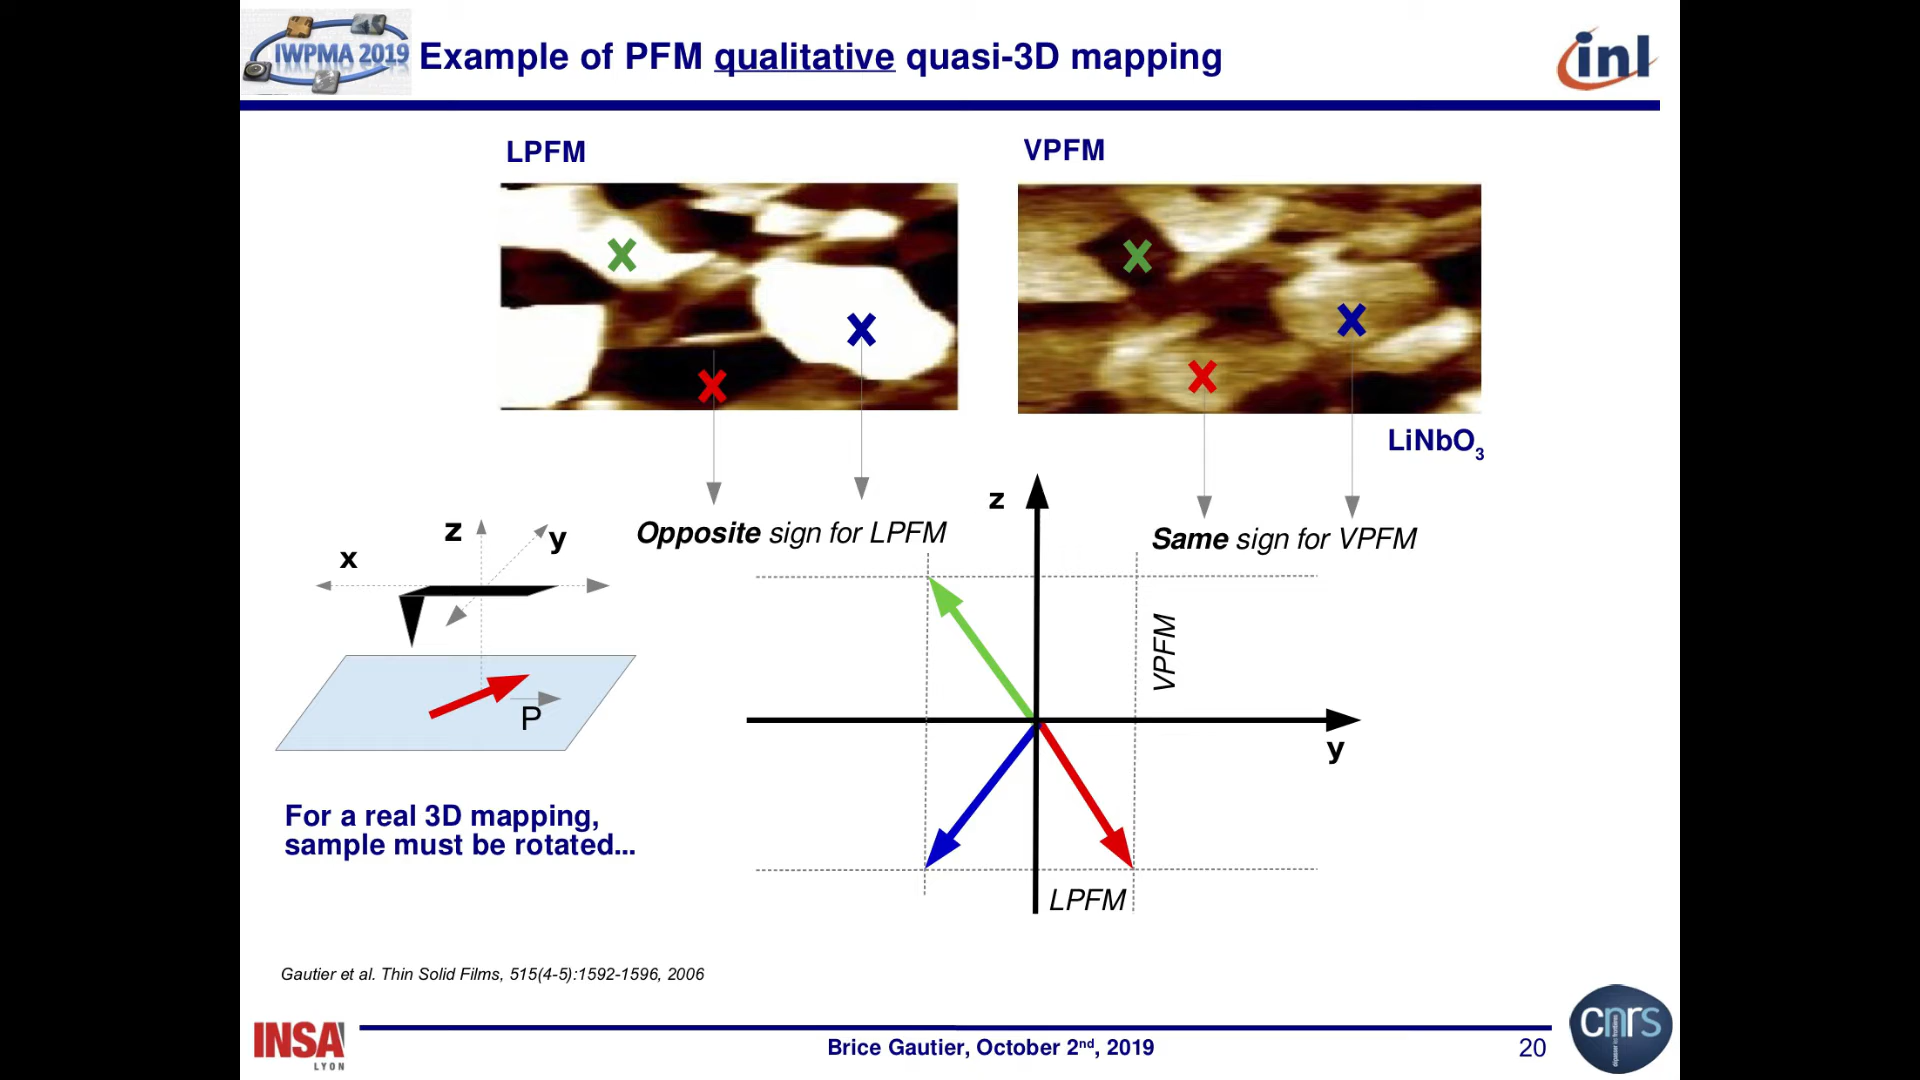 IWPMA 2019
Example of PFM qualitative quasi-3D mapping
inl
LPFM
VPFM
LiNbO3
Opposite sign for LPFM
Same sign for VPFM
z
y
x
P
z
y
VPFM
LPFM
For a real 3D mapping,
sample must be rotated...
Gautier et al. Thin Solid Films, 515(4-5):1592-1596, 2006
INSA
LYON
Brice Gautier, October 2nd, 2019
20
cnrs